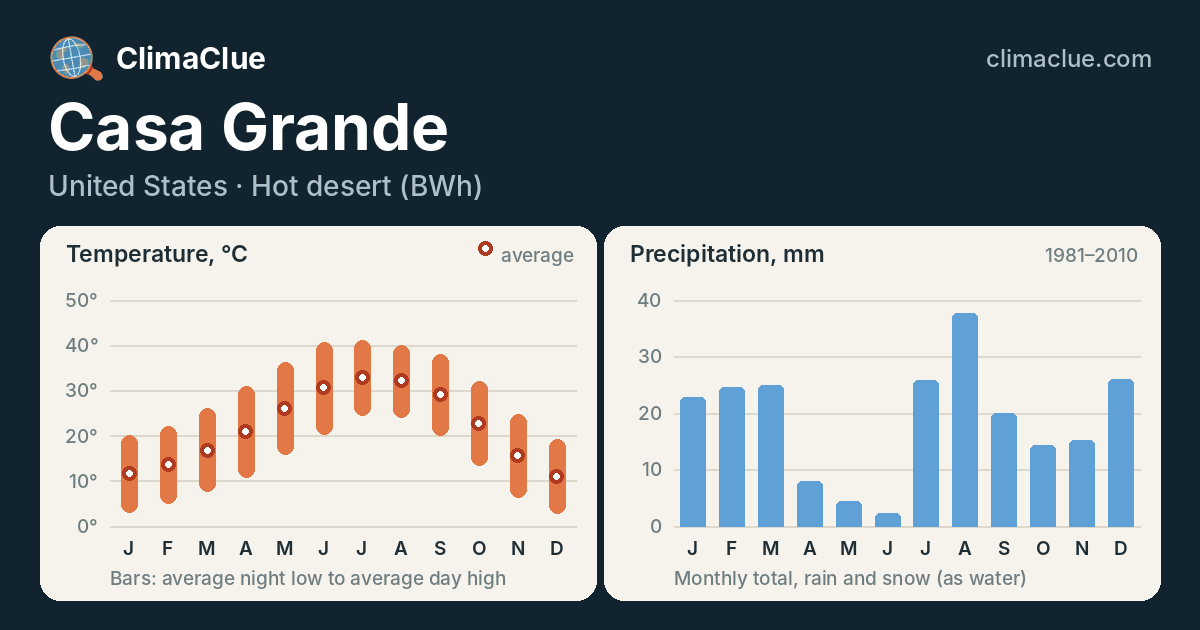 ClimaClue
climaclue.com
Casa Grande
United States · Hot desert (BWh)
Temperature, °C
average
50°
40°
30°
20°
10°
0°
J F M A M J J A S O N D
Bars: average night low to average day high
Precipitation, mm
1981–2010
40
30
20
10
0
J F M A M J J A S O N D
Monthly total, rain and snow (as water)